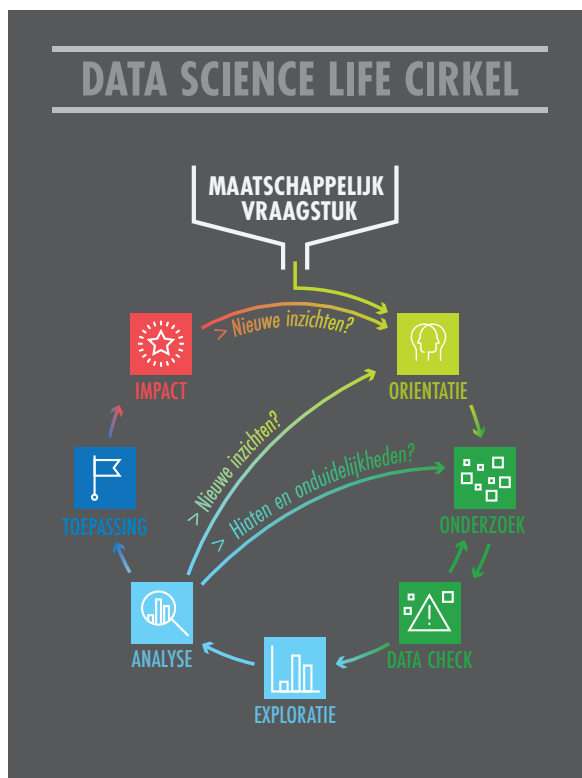 DATA SCIENCE LIFE CIRKEL
MAATSCHAPPELIJK
VRAAGSTUK
> Nieuwe inzichten?
IMPACT
ORIENTATIE
> Nieuwe inzichten?
> Hiaten en onduidelijkheden?
TOEPASSING
ONDERZOEK
ANALYSE
DATA CHECK
EXPLORATIE